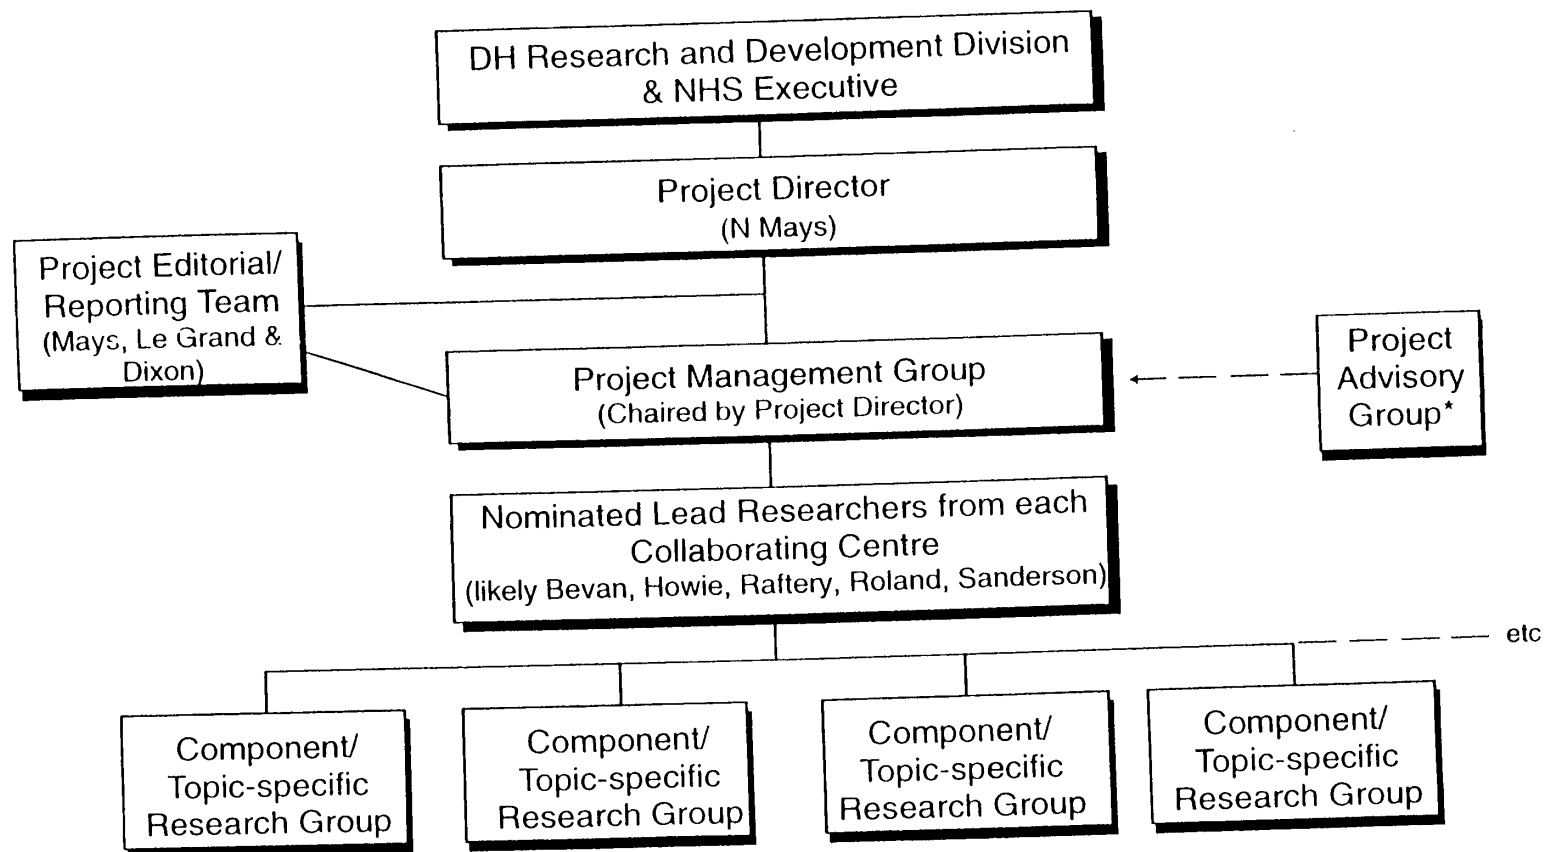 DH Research and Development Division
& NHS Executive
Project Director
(N Mays)
Project Editorial/
Reporting Team
(Mays, Le Grand &
Dixon)
Project Management Group
(Chaired by Project Director)
Project
Advisory
Group*
Nominated Lead Researchers from each
Collaborating Centre
(likely Bevan, Howie, Raftery, Roland, Sanderson)
etc
Component/
Topic-specific
Research Group
Component/
Topic-specific
Research Group
Component/
Topic-specific
Research Group
Component/
Topic-specific
Research Group